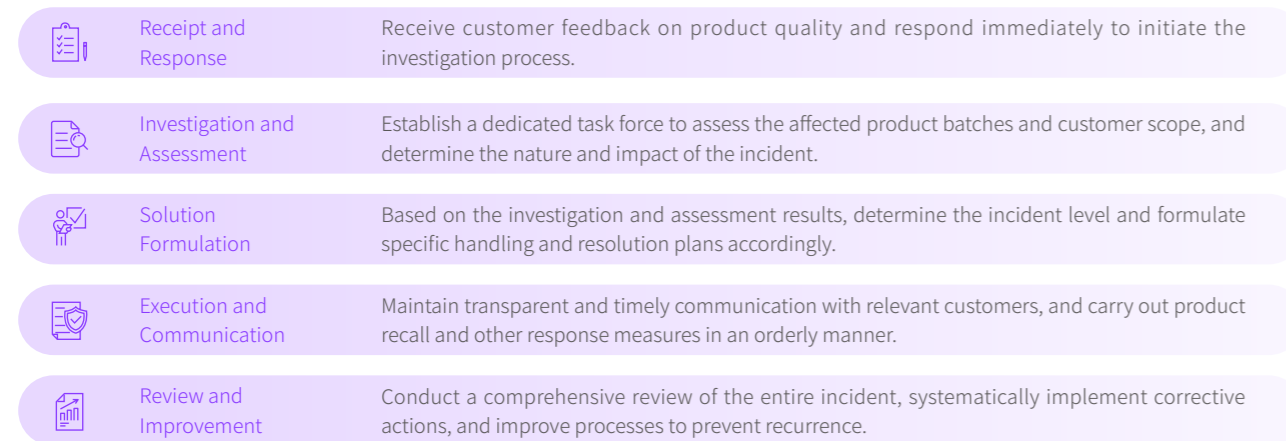 Receipt and
Response
Receive customer feedback on product quality and respond immediately to initiate the
investigation process.
Investigation and
Assessment
Establish a dedicated task force to assess the affected product batches and customer scope, and
determine the nature and impact of the incident.
Solution
Formulation
Based on the investigation and assessment results, determine the incident level and formulate
specific handling and resolution plans accordingly.
Execution and
Communication
Maintain transparent and timely communication with relevant customers, and carry out product
recall and other response measures in an orderly manner.
Review and
Improvement
Conduct a comprehensive review of the entire incident, systematically implement corrective
actions, and improve processes to prevent recurrence.